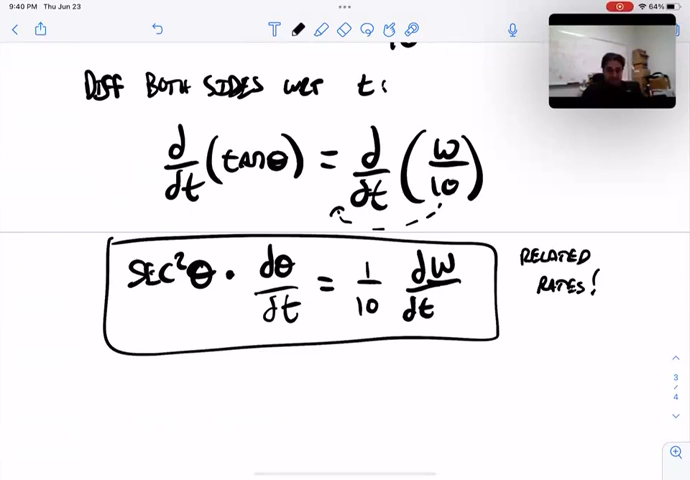 9:40 PM Thu Jun 23
64%
10
DIFF BOTH SIDES WRT t:
d/dt (tanθ) = d/dt (W/10)
SEC²θ · dθ/dt = 1/10 dW/dt
RELATED
RATES!
3
/
4